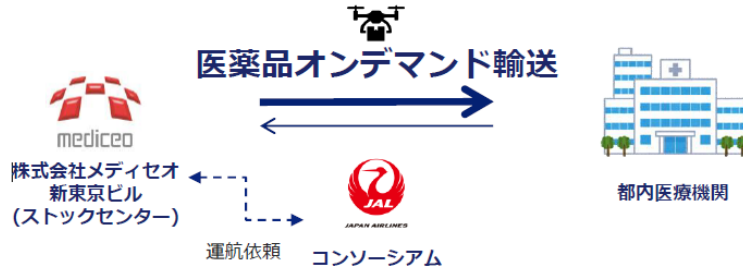 医薬品オンデマンド輸送
mediceo
株式会社メディセオ
新東京ビル
(ストックセンター)
JAL
JAPAN AIRLINES
都内医療機関
運航依頼
コンソーシアム